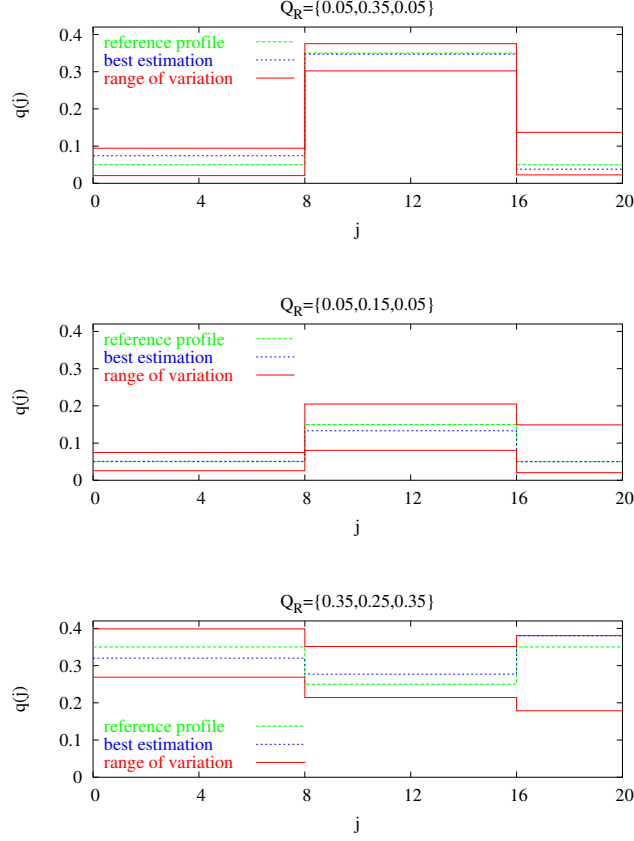 Q_R={0.05,0.35,0.05}
0.4
0.3
0.2
0.1
0
q(j)
reference profile
best estimation
range of variation
0 4 8 12 16 20
j
Q_R={0.05,0.15,0.05}
0.4
0.3
0.2
0.1
0
q(j)
reference profile
best estimation
range of variation
0 4 8 12 16 20
j
Q_R={0.35,0.25,0.35}
0.4
0.3
0.2
0.1
0
q(j)
reference profile
best estimation
range of variation
0 4 8 12 16 20
j